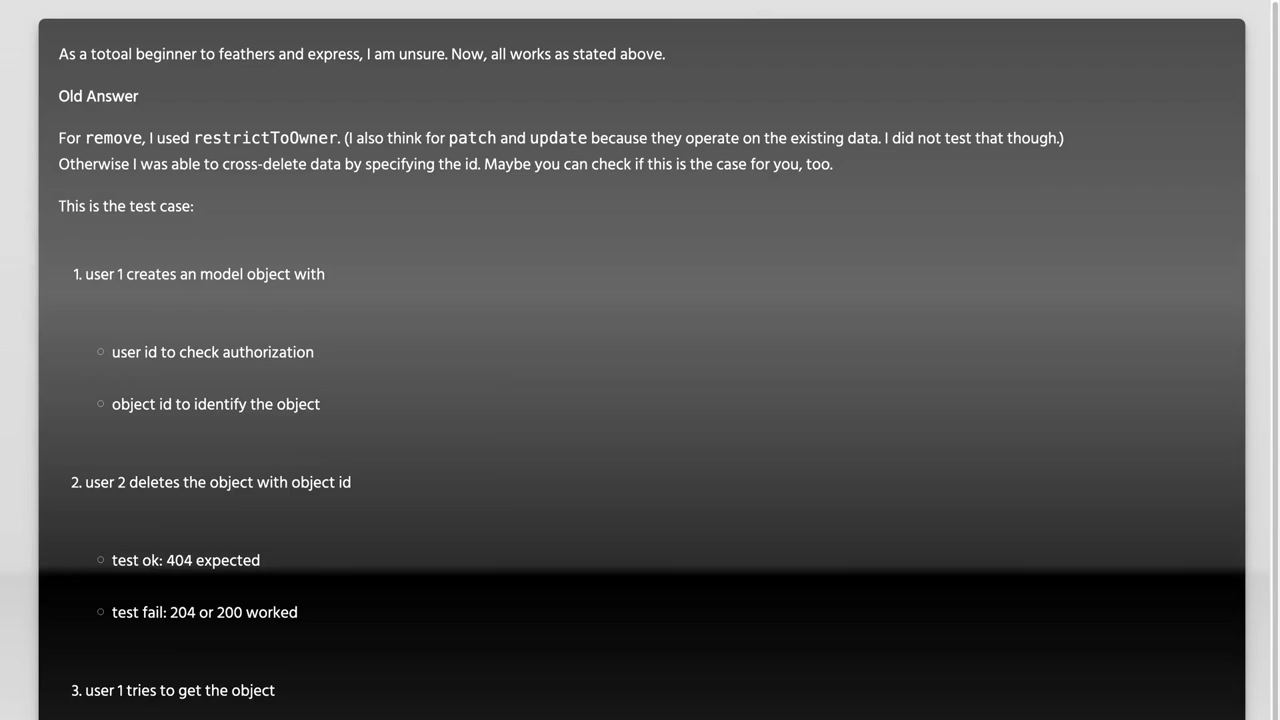 As a totoal beginner to feathers and express, I am unsure. Now, all works as stated above.
Old Answer
For remove, I used restrictToOwner. (I also think for patch and update because they operate on the existing data. I did not test that though.)
Otherwise I was able to cross-delete data by specifying the id. Maybe you can check if this is the case for you, too.
This is the test case:
1. user 1 creates an model object with
○ user id to check authorization
○ object id to identify the object
2. user 2 deletes the object with object id
○ test ok: 404 expected
○ test fail: 204 or 200 worked
3. user 1 tries to get the object